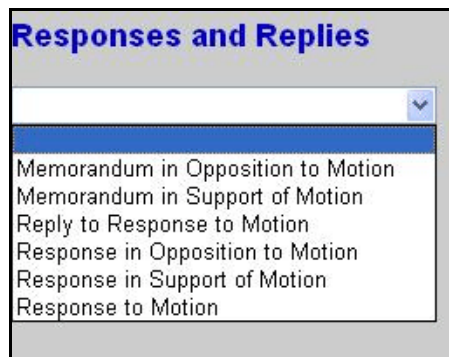 Responses and Replies
Memorandum in Opposition to Motion
Memorandum in Support of Motion
Reply to Response to Motion
Response in Opposition to Motion
Response in Support of Motion
Response to Motion